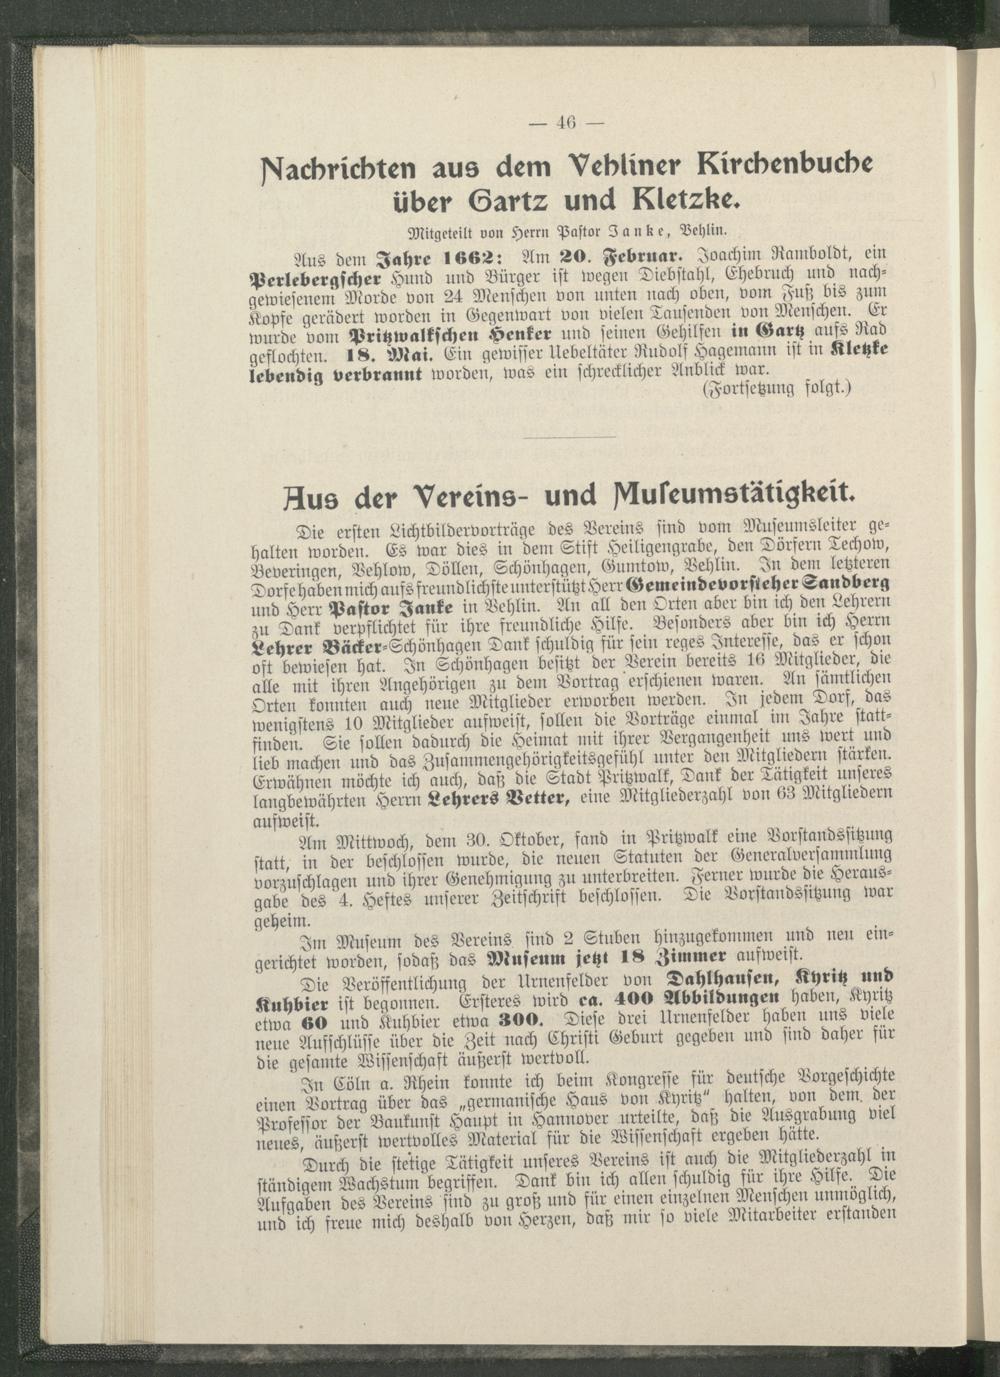 — 46 —
Nachrichten aus dem Vehliner Kirchenbuche
über Gartz und Kletzke.
Mitgeteilt von Herrn Pastor Janke, Vehlin.
Aus dem Jahre 1662: Am 20. Februar. Joachim Ramboldt, ein
Perlebergscher Hund und Bürger ist wegen Diebstahl, Ehebruch und nach-
gewiesenem Morde von 24 Menschen von unten nach oben, vom Fuß bis zum
Kopfe gerädert worden in Gegenwart von vielen Tausenden von Menschen. Er
wurde vom Pritzwalkschen Henker und seinen Gehilfen in Gartz aufs Rad
geflochten. 18. Mai. Ein gewisser Uebeltäter Rudolf Hagemann ist in Kletzke
lebendig verbrannt worden, was ein schrecklicher Anblick war.
(Fortsetzung folgt.)
Aus der Vereins- und Museumstätigkeit.
Die ersten Lichtbildervorträge des Vereins sind vom Museumsleiter ge-
halten worden. Es war dies in dem Stift Heiligengrabe, den Dörfern Techow,
Beveringen, Vehlow, Döllen, Schönhagen, Gumtow, Vehlin. In dem letzteren
Dorfe haben mich aufs freundlichste unterstützt Herr Gemeindevorsteher Sandberg
und Herr Pastor Janke in Vehlin. An all den Orten aber bin ich den Lehrern
zu Dank verpflichtet für ihre freundliche Hilfe. Besonders aber bin ich Herrn
Lehrer Bäcker-Schönhagen Dank schuldig für sein reges Interesse, das er schon
oft bewiesen hat. In Schönhagen besitzt der Verein bereits 16 Mitglieder, die
alle mit ihren Angehörigen zu dem Vortrag erschienen waren. An sämtlichen
Orten konnten auch neue Mitglieder erworben werden. In jedem Dorf, das
wenigstens 10 Mitglieder aufweist, sollen die Vorträge einmal im Jahre statt-
finden. Sie sollen dadurch die Heimat mit ihrer Vergangenheit uns wert und
lieb machen und das Zusammengehörigkeitsgefühl unter den Mitgliedern stärken.
Erwähnen möchte ich auch, daß die Stadt Pritzwalk, Dank der Tätigkeit unseres
langbewährten Herrn Lehrers Vetter, eine Mitgliederzahl von 63 Mitgliedern
aufweist.
Am Mittwoch, dem 30. Oktober, fand in Pritzwalk eine Vorstandssitzung
statt, in der beschlossen wurde, die neuen Statuten der Generalversammlung
vorzuschlagen und ihrer Genehmigung zu unterbreiten. Ferner wurde die Heraus-
gabe des 4. Heftes unserer Zeitschrift beschlossen. Die Vorstandssitzung war
geheim.
Im Museum des Vereins sind 2 Stuben hinzugekommen und neu ein-
gerichtet worden, sodaß das Museum jetzt 18 Zimmer aufweist.
Die Veröffentlichung der Urnenfelder von Dahlhausen, Kyritz und
Kuhbier ist begonnen. Ersteres wird ca. 400 Abbildungen haben, Kyritz
etwa 60 und Kuhbier etwa 300. Diese drei Urnenfelder haben uns viele
neue Aufschlüsse über die Zeit nach Christi Geburt gegeben und sind daher für
die gesamte Wissenschaft äußerst wertvoll.
In Cöln a. Rhein konnte ich beim Kongresse für deutsche Vorgeschichte
einen Vortrag über das „germanische Haus von Kyritz“ halten, von dem der
Professor der Baukunst Haupt in Hannover urteilte, daß die Ausgrabung viel
neues, äußerst wertvolles Material für die Wissenschaft ergeben hätte.
Durch die stetige Tätigkeit unseres Vereins ist auch die Mitgliederzahl in
ständigem Wachstum begriffen. Dank bin ich allen schuldig für ihre Hilfe. Die
Aufgaben des Vereins sind zu groß und für einen einzelnen Menschen unmöglich,
und ich freue mich deshalb von Herzen, daß mir so viele Mitarbeiter erstanden